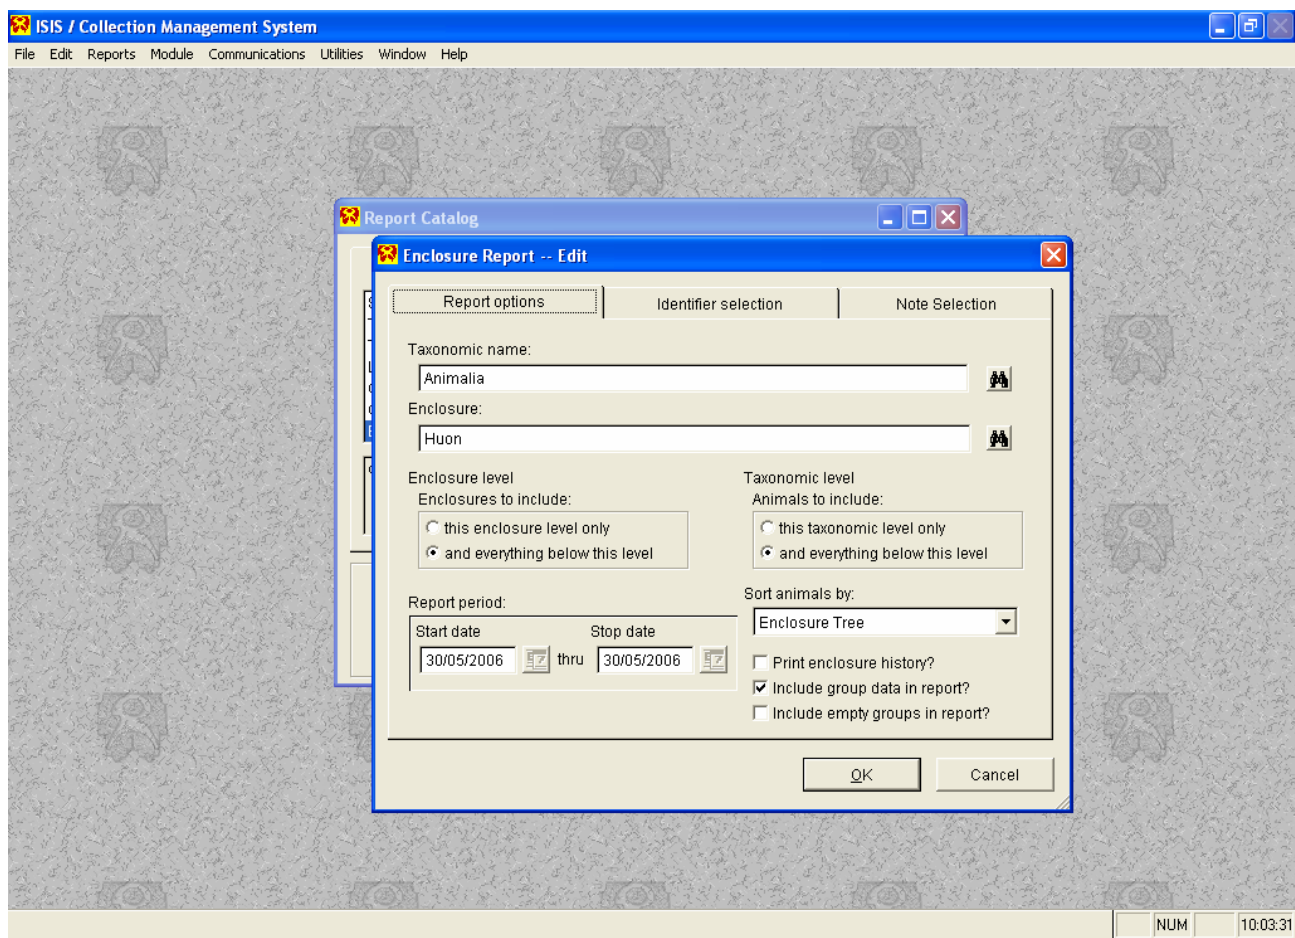 ISIS / Collection Management System
File Edit Reports Module Communications Utilities Window Help
Report Catalog
Enclosure Report -- Edit
Report options Identifier selection Note Selection
Taxonomic name:
Animalia
Enclosure:
Huon
Enclosure level Taxonomic level
Enclosures to include: Animals to include:
this enclosure level only this taxonomic level only
and everything below this level and everything below this level
Sort animals by:
Report period:
Enclosure Tree
Start date Stop date
30/05/2006 thru 30/05/2006
Print enclosure history?
Include group data in report?
Include empty groups in report?
OK Cancel
NUM 10:03:31